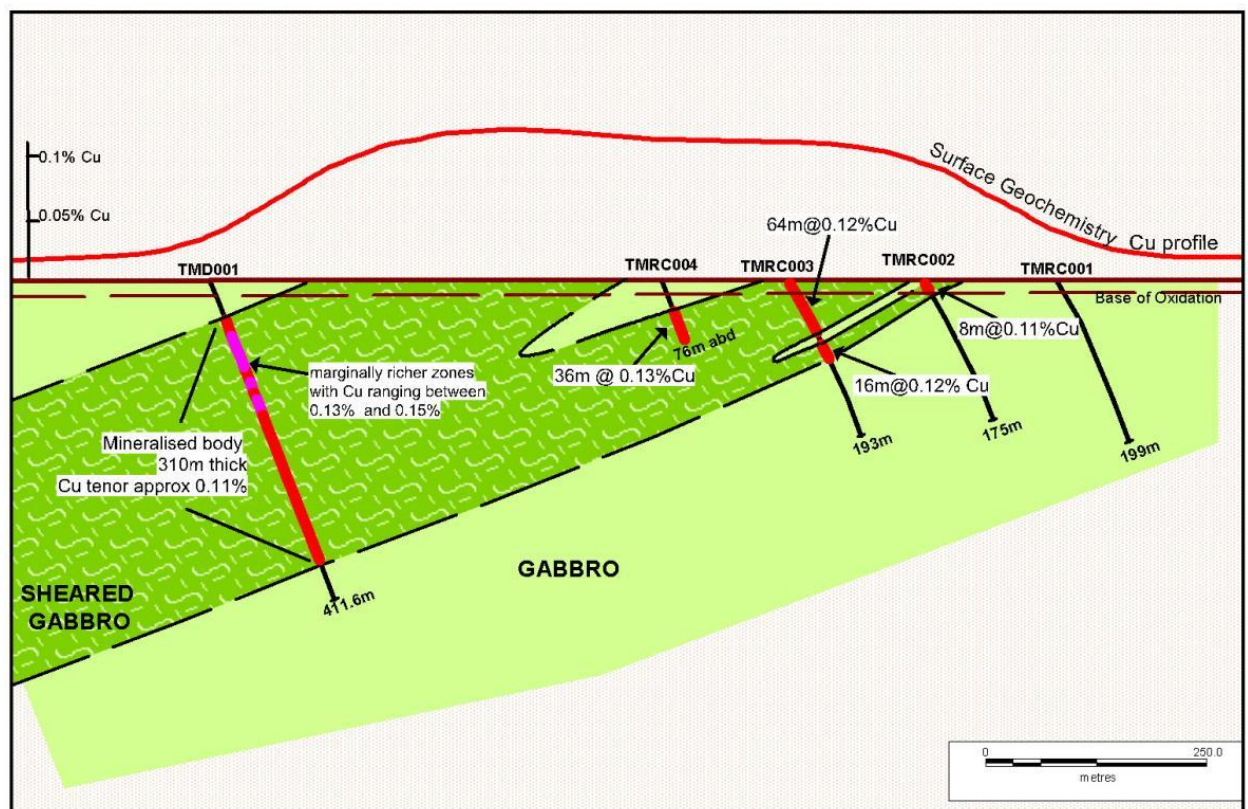 0.1% Cu
0.05% Cu
Surface Geochemistry
Cu profile
64m@0.12%Cu
TMD001
TMRC004
TMRC003
TMRC002
TMRC001
Base of Oxidation
8m@0.11%Cu
76m abd
36m @ 0.13%Cu
16m@0.12% Cu
marginally richer zones
with Cu ranging between
0.13% and 0.15%
Mineralised body
310m thick
Cu tenor approx 0.11%
193m
175m
199m
GABBRO
SHEARED
GABBRO
411.6m
0
250.0
metres